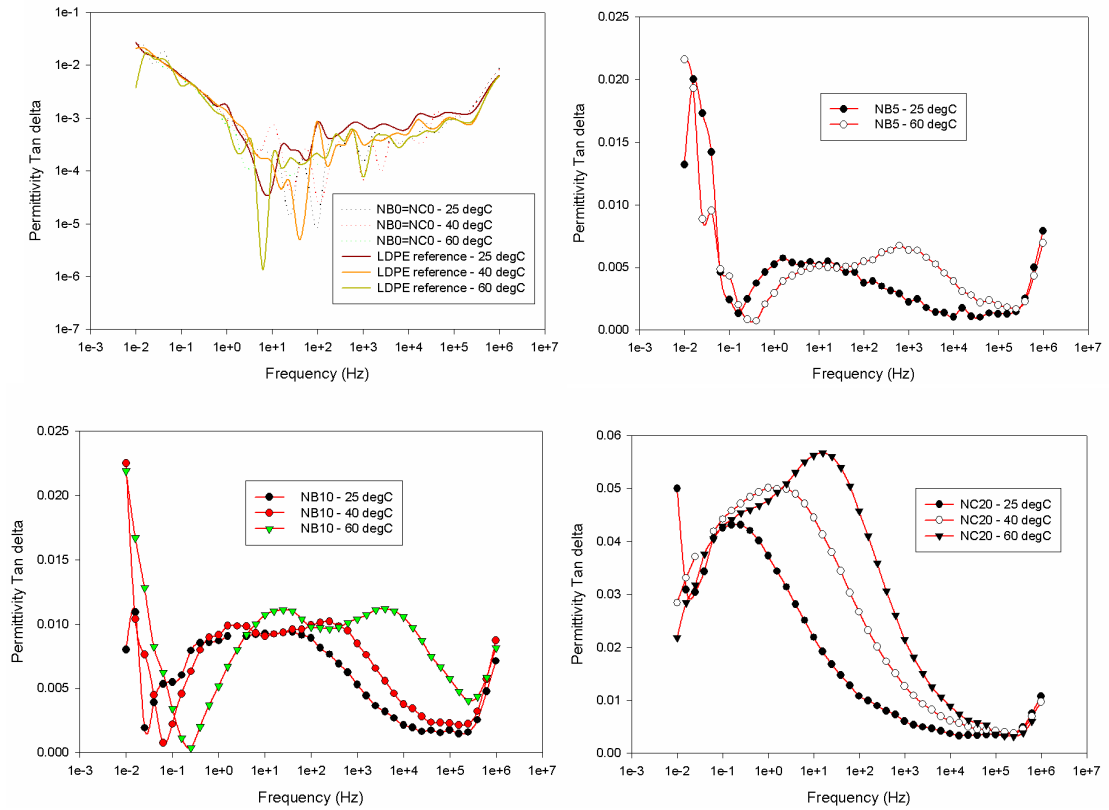 1e-1
1e-2
1e-3
1e-4
1e-5
1e-6
1e-7
Permittivity Tan delta
NB0=NC0 - 25 degC
NB0=NC0 - 40 degC
NB0=NC0 - 60 degC
LDPE reference - 25 degC
LDPE reference - 40 degC
LDPE reference - 60 degC
1e-3 1e-2 1e-1 1e+0 1e+1 1e+2 1e+3 1e+4 1e+5 1e+6 1e+7
Frequency (Hz)
0.025
0.020
0.015
0.010
0.005
0.000
Permittivity Tan delta
NB5 - 25 degC
NB5 - 60 degC
1e-3 1e-2 1e-1 1e+0 1e+1 1e+2 1e+3 1e+4 1e+5 1e+6 1e+7
Frequency (Hz)
0.025
0.020
0.015
0.010
0.005
0.000
Permittivity Tan delta
NB10 - 25 degC
NB10 - 40 degC
NB10 - 60 degC
1e-3 1e-2 1e-1 1e+0 1e+1 1e+2 1e+3 1e+4 1e+5 1e+6 1e+7
Frequency (Hz)
0.06
0.05
0.04
0.03
0.02
0.01
0.00
Permittivity Tan delta
NC20 - 25 degC
NC20 - 40 degC
NC20 - 60 degC
1e-3 1e-2 1e-1 1e+0 1e+1 1e+2 1e+3 1e+4 1e+5 1e+6 1e+7
Frequency (Hz)